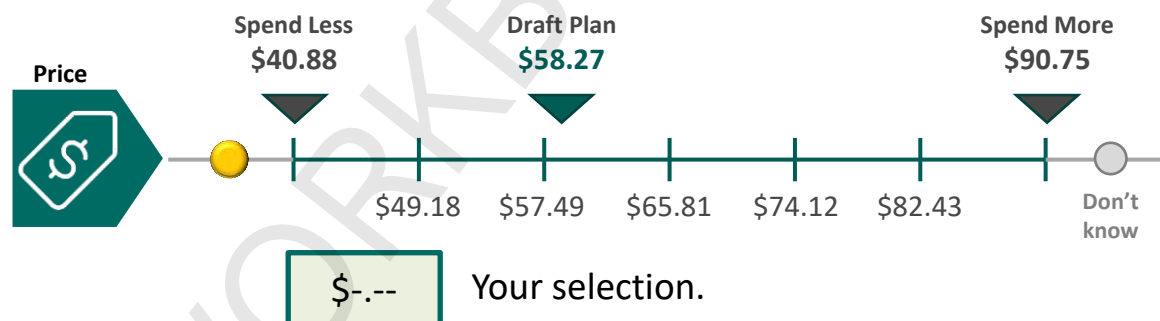 Spend Less
$40.88
Draft Plan
$58.27
Spend More
$90.75
Price
$
$49.18 $57.49 $65.81 $74.12 $82.43
Don't
know
$-.--
Your selection.
WORKB